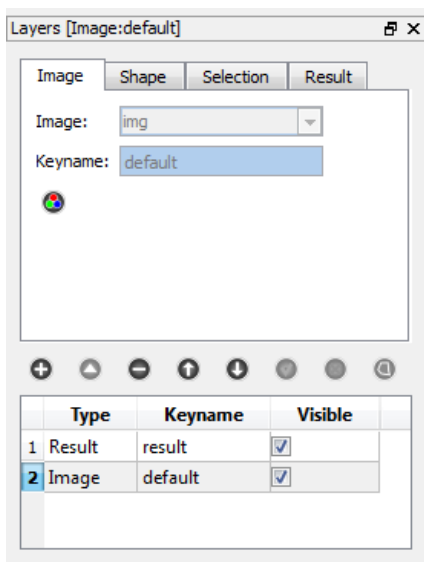 Layers [Image:default]
Image Shape Selection Result
Image: img
Keyname: default
Type Keyname Visible
1 Result result
2 Image default